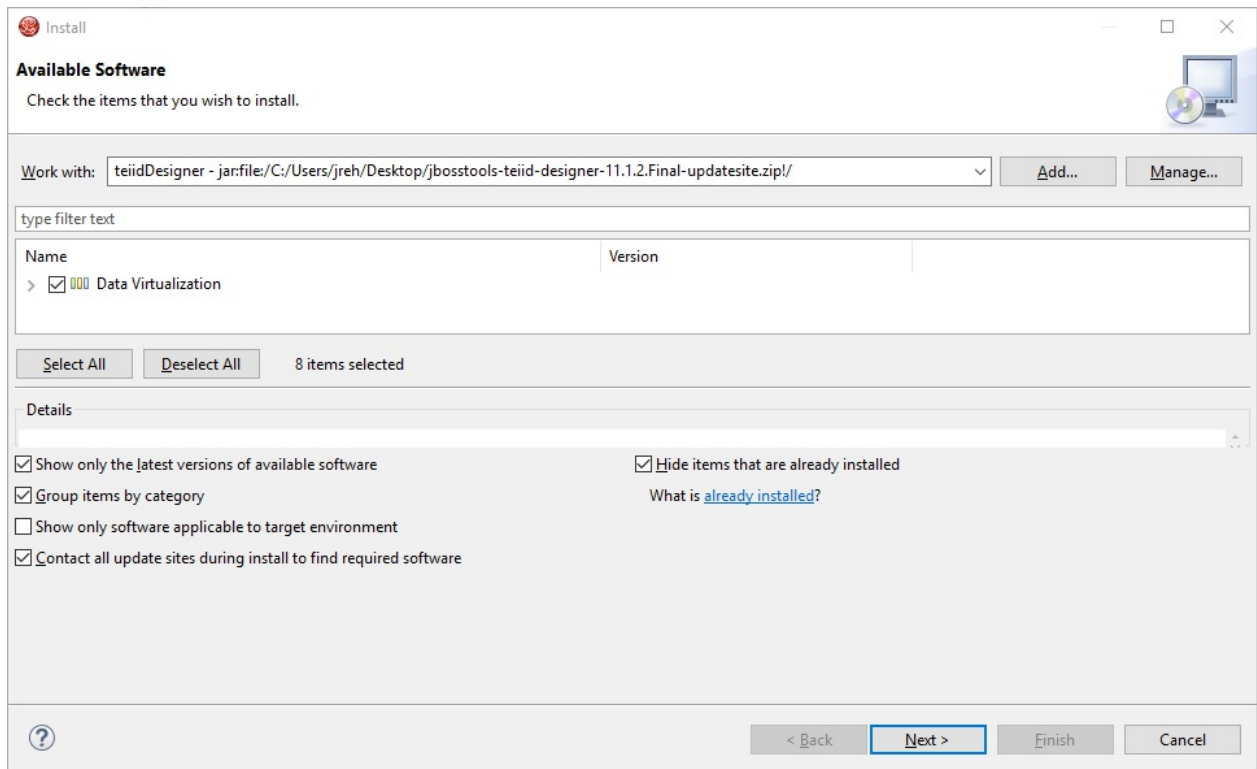 Install
Available Software
Check the items that you wish to install.
Work with: teiidDesigner - jar:file:/C:/Users/jreh/Desktop/jbosstools-teiid-designer-11.1.2.Final-updatesite.zip!/ Add... Manage...
type filter text
Name Version
Data Virtualization
Select All Deselect All 8 items selected
Details
Show only the latest versions of available software Hide items that are already installed
Group items by category What is already installed?
Show only software applicable to target environment
Contact all update sites during install to find required software
? < Back Next > Finish Cancel